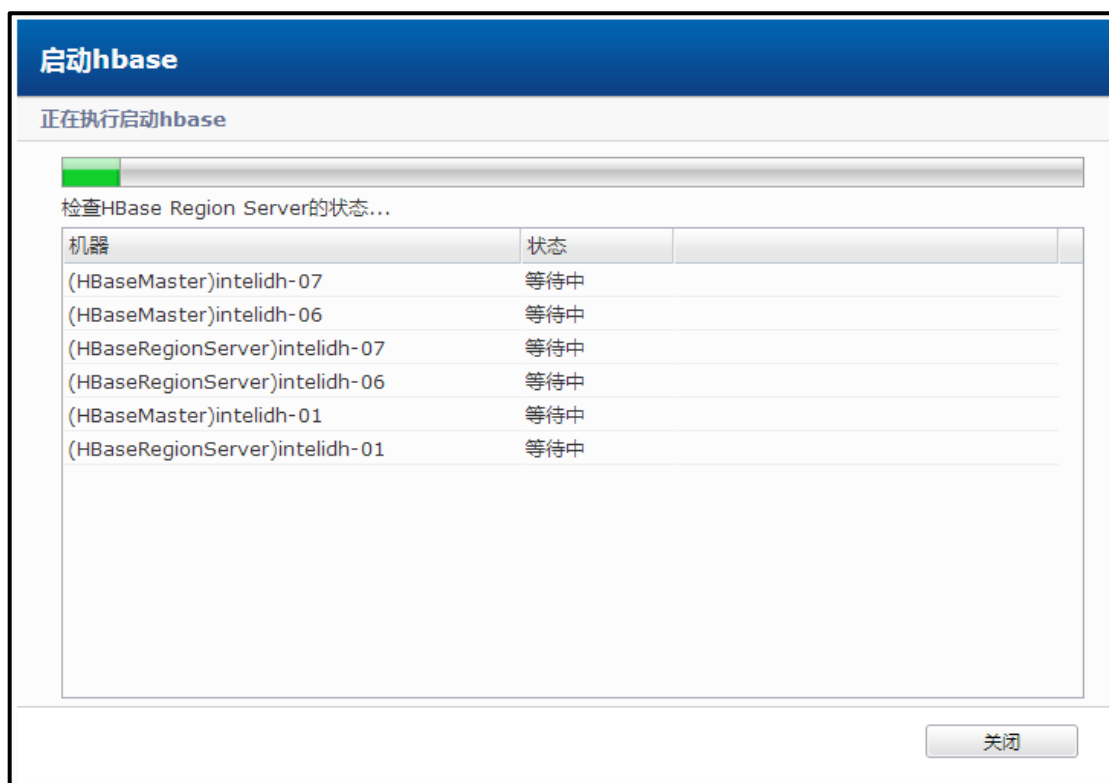 启动hbase
正在执行启动hbase
检查HBase Region Server的状态...
机器 状态
(HBaseMaster)intelidh-07 等待中
(HBaseMaster)intelidh-06 等待中
(HBaseRegionServer)intelidh-07 等待中
(HBaseRegionServer)intelidh-06 等待中
(HBaseMaster)intelidh-01 等待中
(HBaseRegionServer)intelidh-01 等待中
关闭